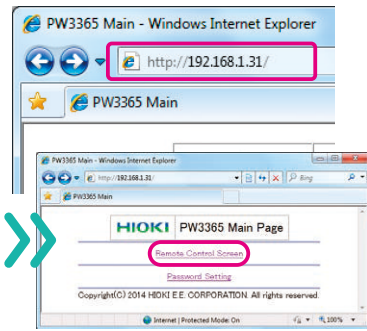 PW3365 Main - Windows Internet Explorer
http://192.168.1.31/
PW3365 Main
PW3365 Main - Windows Internet Explorer
http://192.168.1.31/
Bing
PW3365 Main
HIOKI PW3365 Main Page
Remote Control Screen
Password Setting
Copyright(C) 2014 HIOKI E.E. CORPORATION. All rights reserved.
Internet | Protected Mode: On 100%